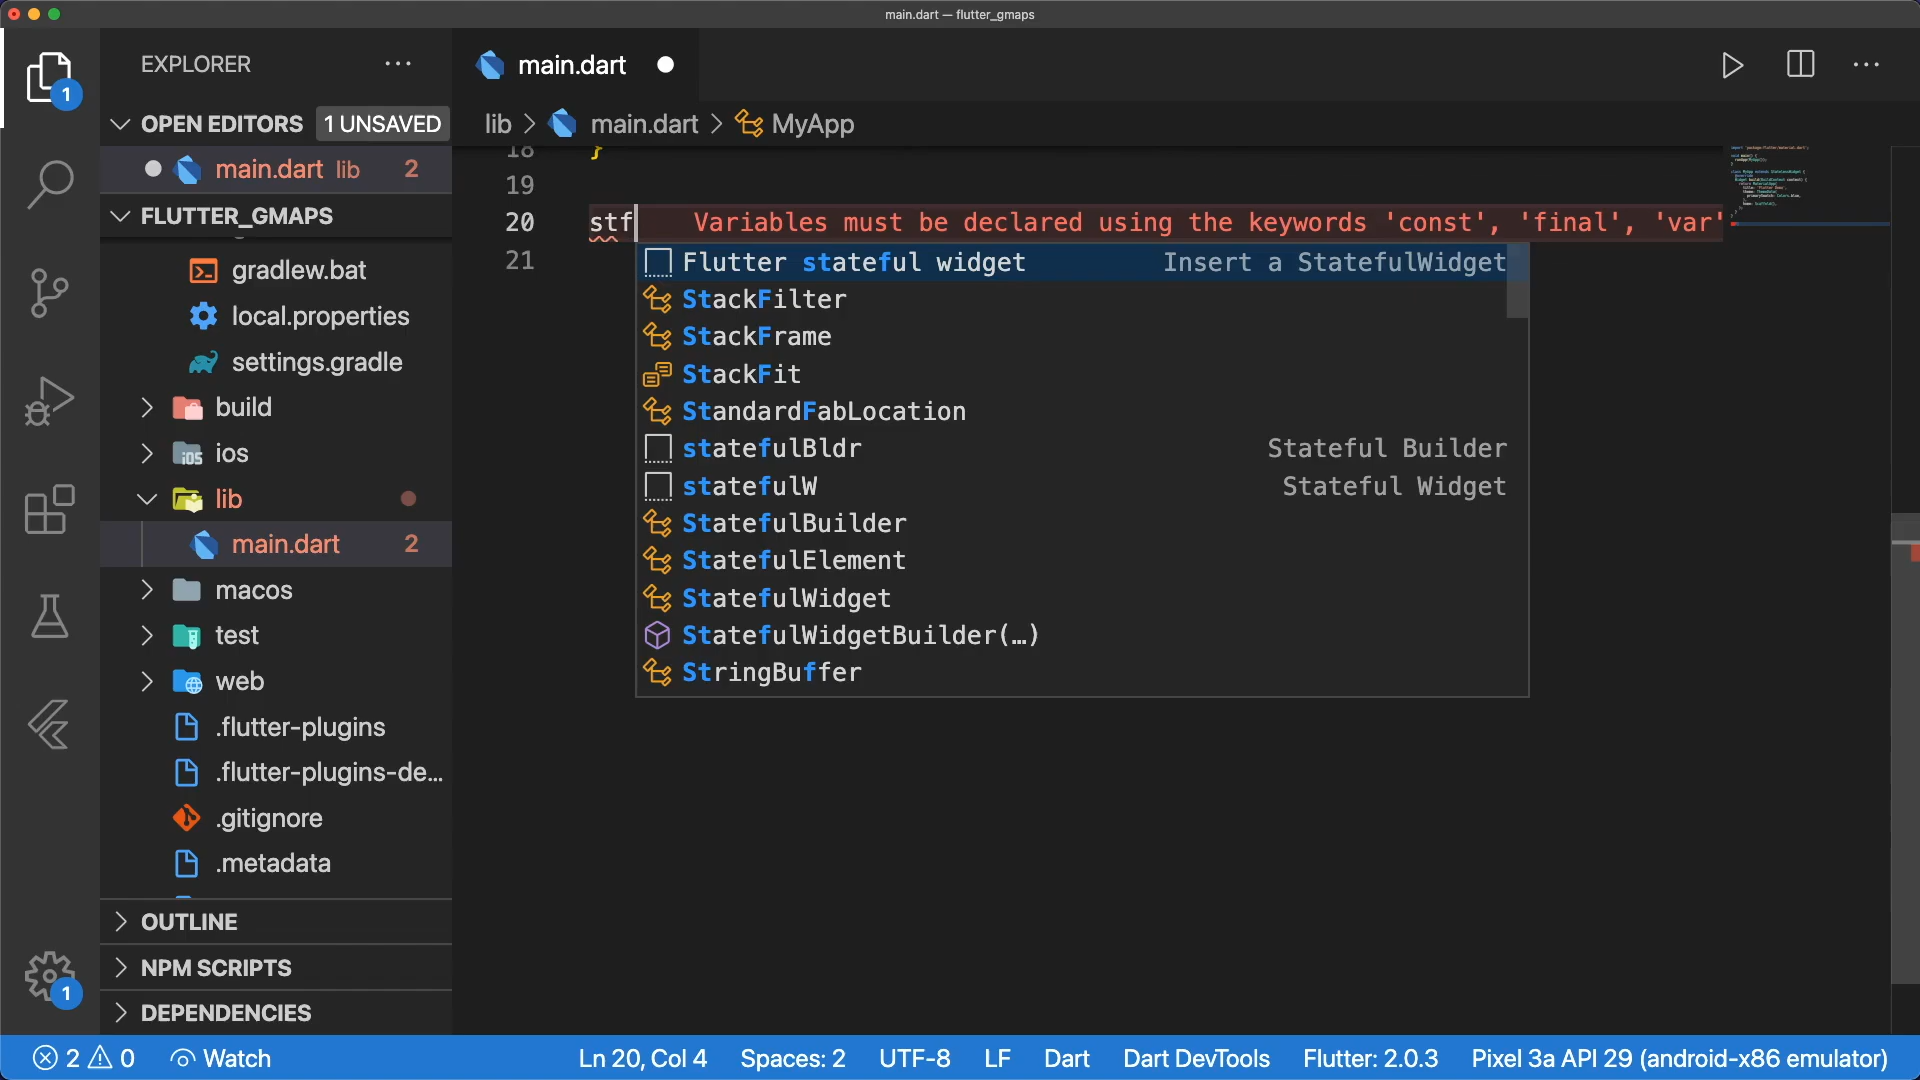 main.dart — flutter_gmaps
EXPLORER
OPEN EDITORS 1 UNSAVED
main.dart lib 2
FLUTTER_GMAPS
gradlew.bat
local.properties
settings.gradle
build
ios
lib
main.dart 2
macos
test
web
.flutter-plugins
.flutter-plugins-de...
.gitignore
.metadata
OUTLINE
NPM SCRIPTS
DEPENDENCIES
1
1
main.dart
lib > main.dart > MyApp
18 }
19
20 stf Variables must be declared using the keywords 'const', 'final', 'var'
21
Flutter stateful widget Insert a StatefulWidget
StackFilter
StackFrame
StackFit
StandardFabLocation
statefulBldr Stateful Builder
statefulW Stateful Widget
StatefulBuilder
StatefulElement
StatefulWidget
StatefulWidgetBuilder(…)
StringBuffer
2 0 Watch Ln 20, Col 4 Spaces: 2 UTF-8 LF Dart Dart DevTools Flutter: 2.0.3 Pixel 3a API 29 (android-x86 emulator)